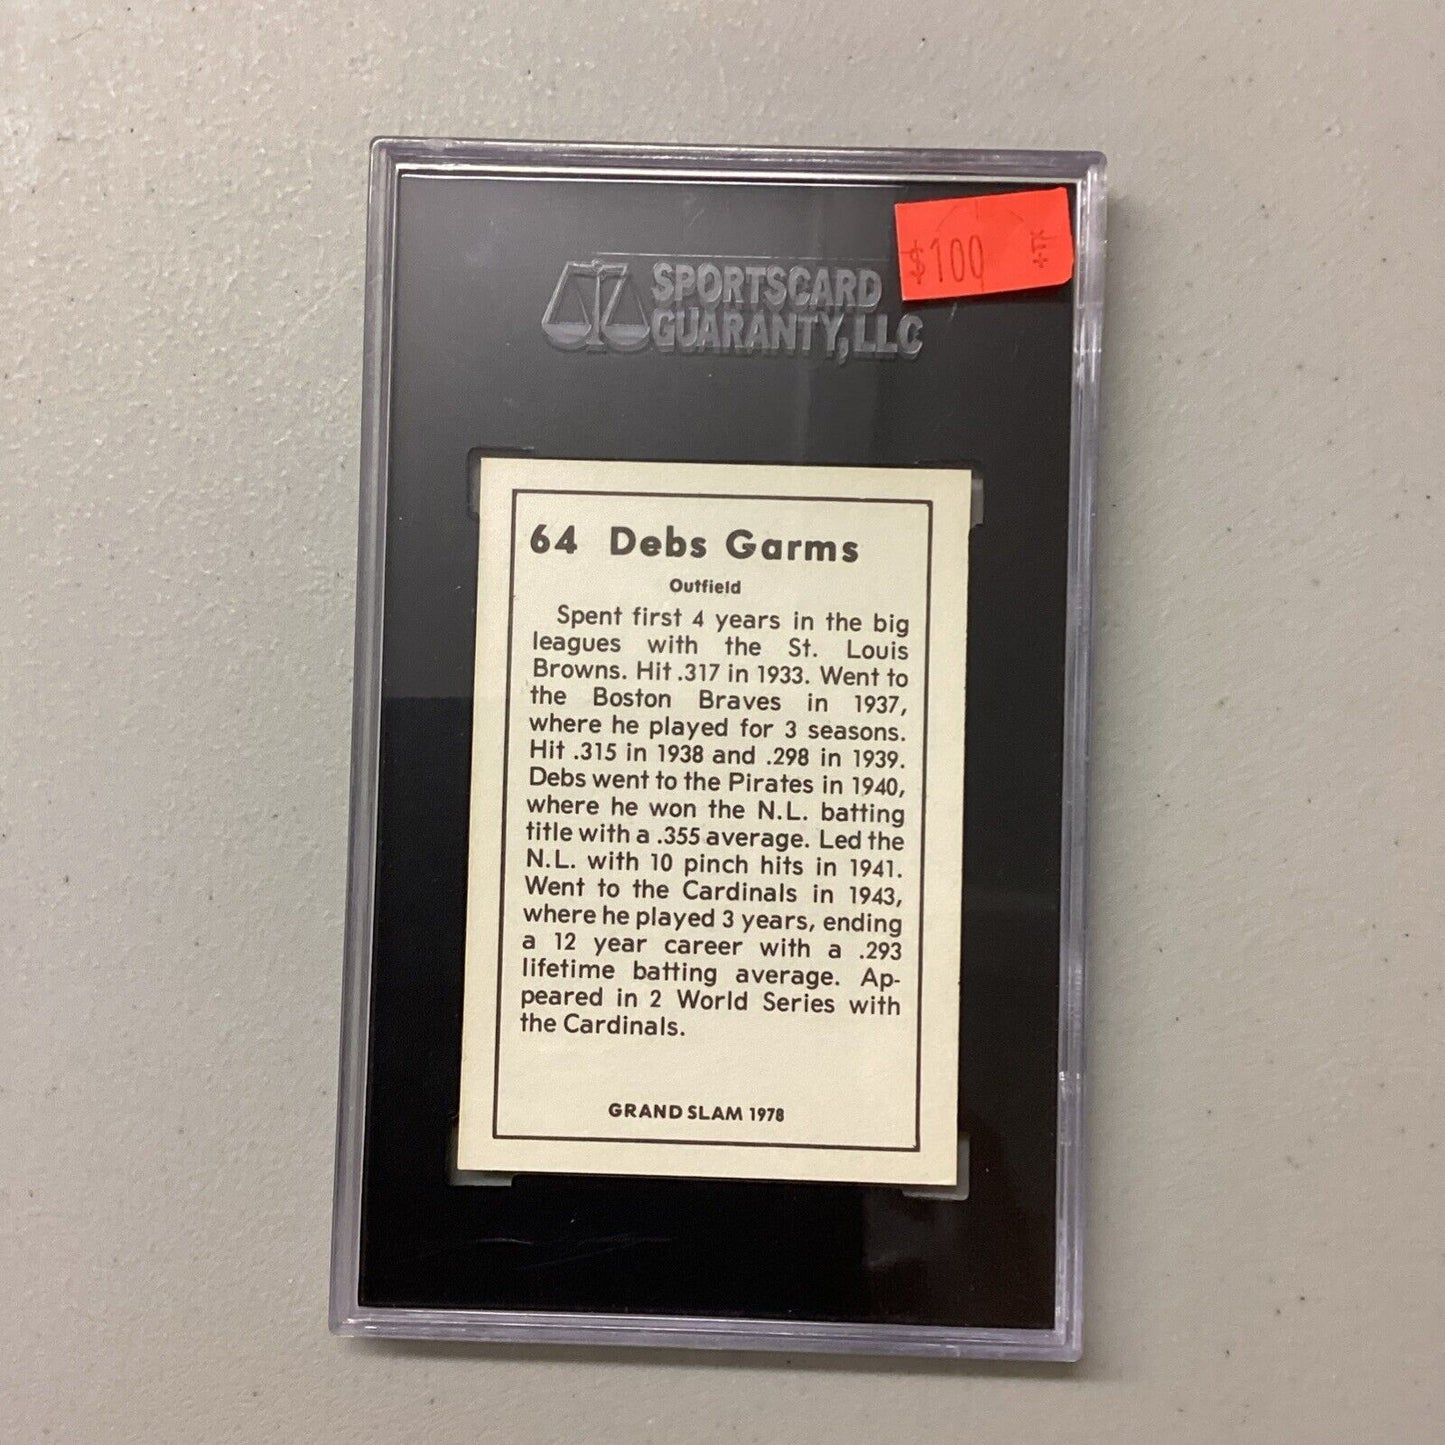 $100
SPORTSCARD
GUARANTY, LLC
64 Debs Garms
Outfield
Spent first 4 years in the big
leagues with the St. Louis
Browns. Hit .317 in 1933. Went to
the Boston Braves in 1937,
where he played for 3 seasons.
Hit .315 in 1938 and .298 in 1939.
Debs went to the Pirates in 1940,
where he won the N.L. batting
title with a .355 average. Led the
N.L. with 10 pinch hits in 1941.
Went to the Cardinals in 1943,
where he played 3 years, ending
a 12 year career with a .293
lifetime batting average. Ap-
peared in 2 World Series with
the Cardinals.
GRAND SLAM 1978